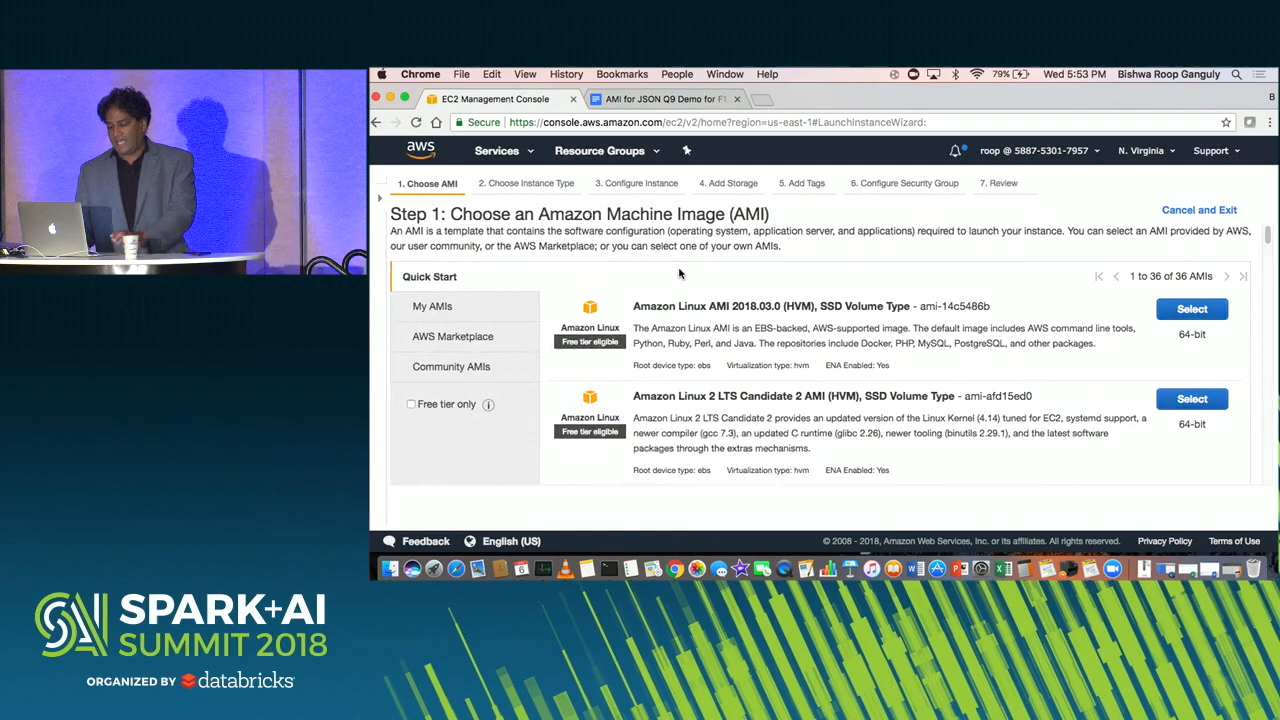 Chrome File Edit View History Bookmarks People Window Help 79% Wed 5:53 PM Bishwa Roop Ganguly
EC2 Management Console AMI for JSON Q9 Demo for F1 B
Secure https://console.aws.amazon.com/ec2/v2/home?region=us-east-1#LaunchInstanceWizard:
aws Services Resource Groups roop @ 5887-5301-7957 N. Virginia Support
1. Choose AMI 2. Choose Instance Type 3. Configure Instance 4. Add Storage 5. Add Tags 6. Configure Security Group 7. Review
Step 1: Choose an Amazon Machine Image (AMI) Cancel and Exit
An AMI is a template that contains the software configuration (operating system, application server, and applications) required to launch your instance. You can select an AMI provided by AWS,
our user community, or the AWS Marketplace; or you can select one of your own AMIs.
Quick Start 1 to 36 of 36 AMIs
My AMIs
AWS Marketplace
Community AMIs
Free tier only
Amazon Linux
Free tier eligible
Amazon Linux AMI 2018.03.0 (HVM), SSD Volume Type - ami-14c5486b
The Amazon Linux AMI is an EBS-backed, AWS-supported image. The default image includes AWS command line tools,
Python, Ruby, Perl, and Java. The repositories include Docker, PHP, MySQL, PostgreSQL, and other packages.
Root device type: ebs Virtualization type: hvm ENA Enabled: Yes
Select
64-bit
Amazon Linux
Free tier eligible
Amazon Linux 2 LTS Candidate 2 AMI (HVM), SSD Volume Type - ami-afd15ed0
Amazon Linux 2 LTS Candidate 2 provides an updated version of the Linux Kernel (4.14) tuned for EC2, systemd support, a
newer compiler (gcc 7.3), an updated C runtime (glibc 2.26), newer tooling (binutils 2.29.1), and the latest software
packages through the extras mechanisms.
Root device type: ebs Virtualization type: hvm ENA Enabled: Yes
Select
64-bit
Feedback English (US) © 2008 - 2018, Amazon Web Services, Inc. or its affiliates. All rights reserved. Privacy Policy Terms of Use
SPARK+AI
SUMMIT 2018
ORGANIZED BY databricks